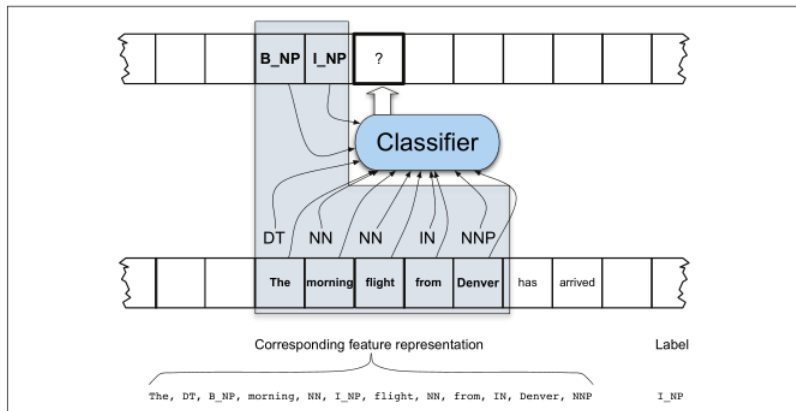 B_NP I_NP ?
Classifier
DT NN NN IN NNP
The morning flight from Denver has arrived
Corresponding feature representation Label
The, DT, B_NP, morning, NN, I_NP, flight, NN, from, IN, Denver, NNP I_NP